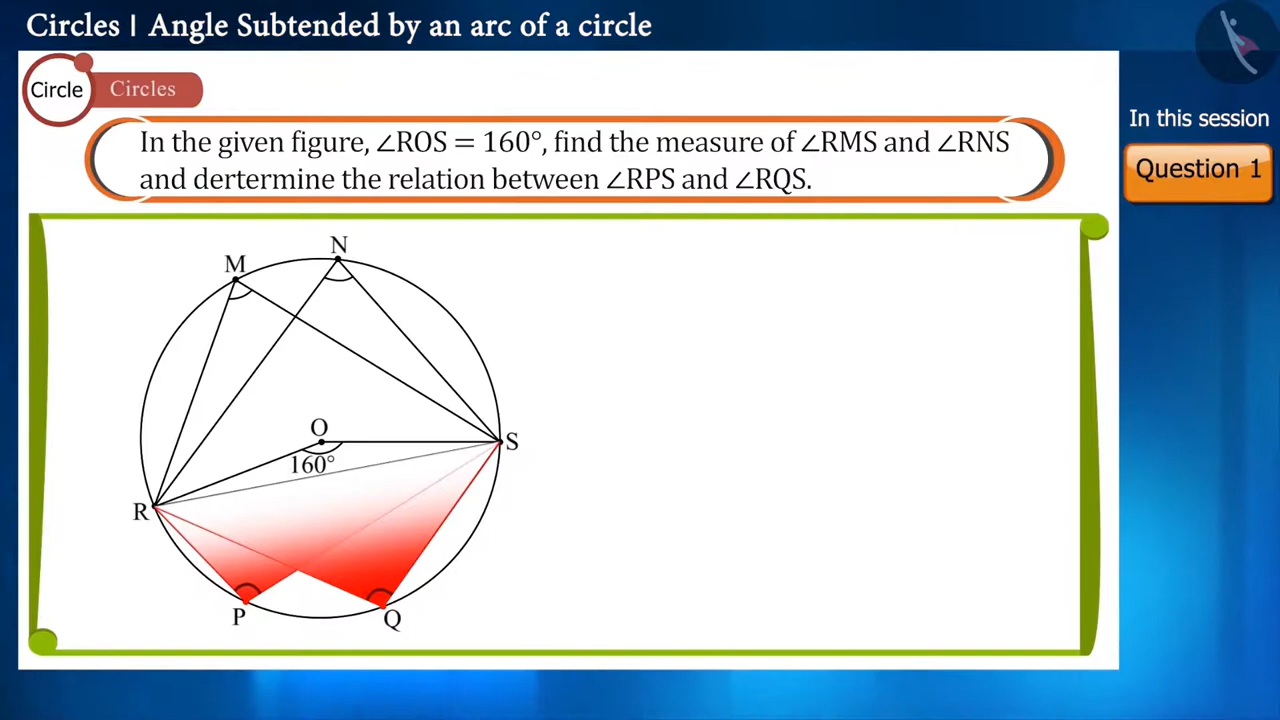 Circles | Angle Subtended by an arc of a circle
Circle
Circles
In this session
Question 1
In the given figure, ∠ROS = 160°, find the measure of ∠RMS and ∠RNS
and dertermine the relation between ∠RPS and ∠RQS.
N
M
O
S
160°
R
P
Q